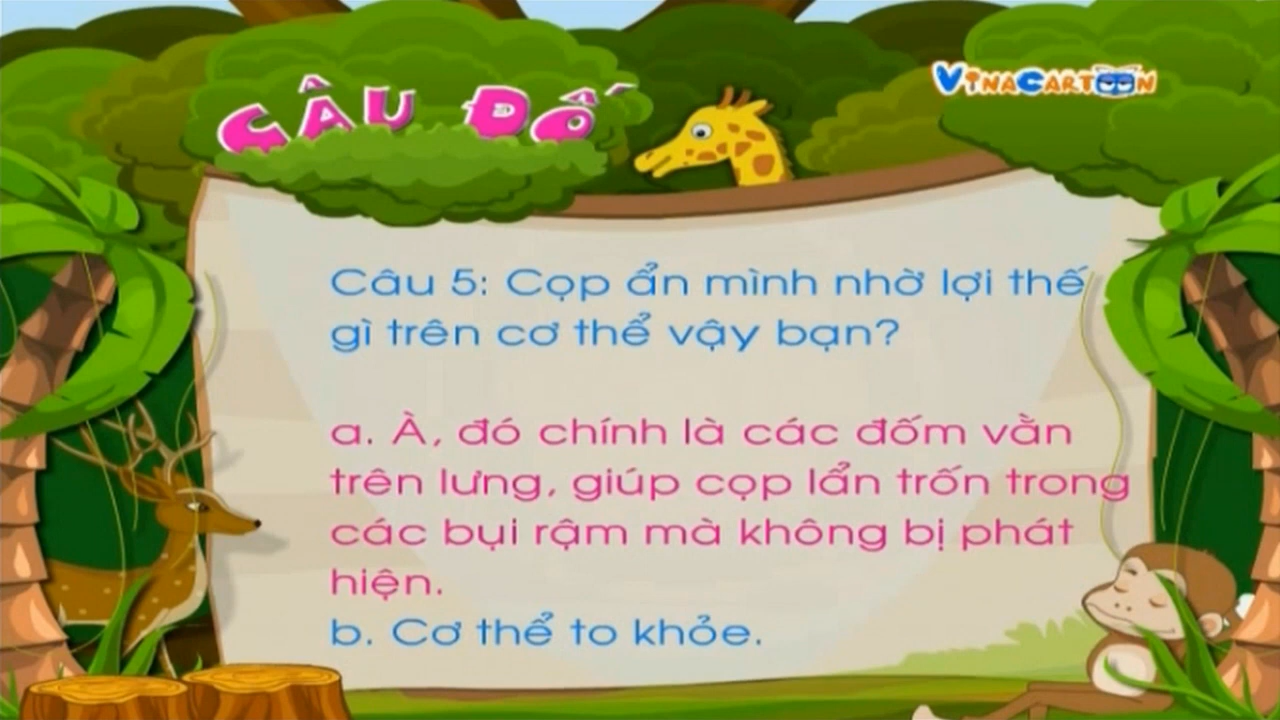 CÂU ĐỐ
VINACARTOON
Câu 5: Cọp ẩn mình nhờ lợi thế
gì trên cơ thể vậy bạn?
a. À, đó chính là các đốm vằn
trên lưng, giúp cọp lẩn trốn trong
các bụi rậm mà không bị phát
hiện.
b. Cơ thể to khỏe.